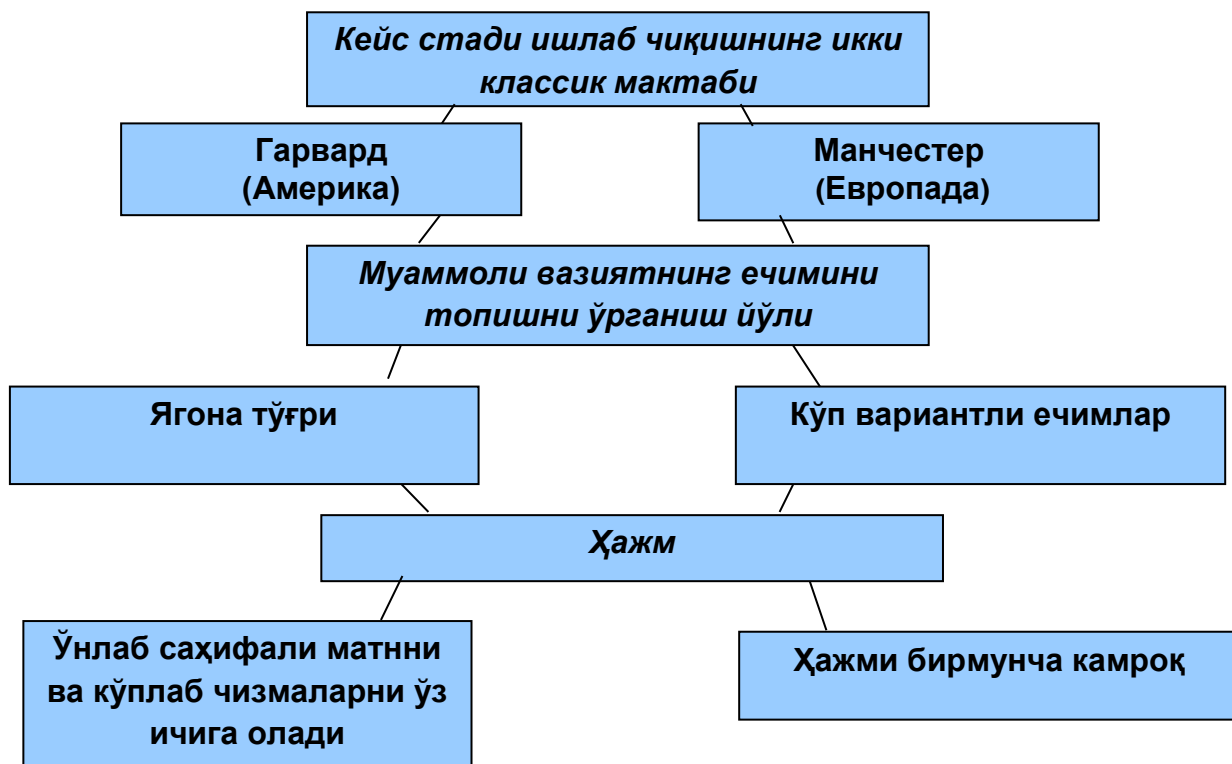 Кейс стади ишлаб чиқишнинг икки
классик мактаби
Гарвард
(Америка)
Манчестер
(Европада)
Муаммоли вазиятнинг ечимини
топишни ўрганиш йўли
Ягона тўғри
Кўп вариантли ечимлар
Ҳажм
Ўнлаб саҳифали матнни
ва кўплаб чизмаларни ўз
ичига олади
Ҳажми бирмунча камроқ